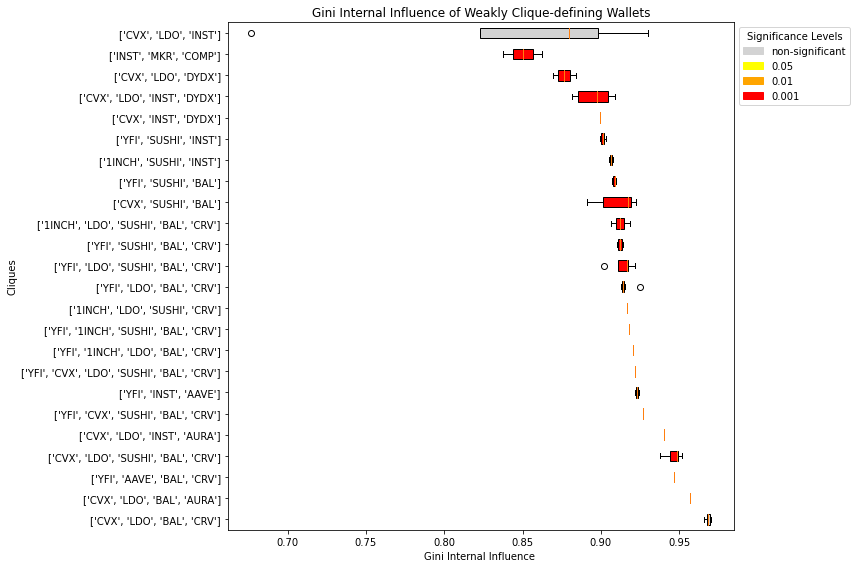 Gini Internal Influence of Weakly Clique-defining Wallets
['CVX', 'LDO', 'INST']
['INST', 'MKR', 'COMP']
['CVX', 'LDO', 'DYDX']
['CVX', 'LDO', 'INST', 'DYDX']
['CVX', 'INST', 'DYDX']
['YFI', 'SUSHI', 'INST']
['1INCH', 'SUSHI', 'INST']
['YFI', 'SUSHI', 'BAL']
['CVX', 'SUSHI', 'BAL']
['1INCH', 'LDO', 'SUSHI', 'BAL', 'CRV']
['YFI', 'SUSHI', 'BAL', 'CRV']
['YFI', 'LDO', 'SUSHI', 'BAL', 'CRV']
['YFI', 'LDO', 'BAL', 'CRV']
['1INCH', 'LDO', 'SUSHI', 'CRV']
['YFI', '1INCH', 'SUSHI', 'BAL', 'CRV']
['YFI', '1INCH', 'LDO', 'BAL', 'CRV']
['YFI', 'CVX', 'LDO', 'SUSHI', 'BAL', 'CRV']
['YFI', 'INST', 'AAVE']
['YFI', 'CVX', 'SUSHI', 'BAL', 'CRV']
['CVX', 'LDO', 'INST', 'AURA']
['CVX', 'LDO', 'SUSHI', 'BAL', 'CRV']
['YFI', 'AAVE', 'BAL', 'CRV']
['CVX', 'LDO', 'BAL', 'AURA']
['CVX', 'LDO', 'BAL', 'CRV']
Cliques
0.70 0.75 0.80 0.85 0.90 0.95
Gini Internal Influence
Significance Levels
non-significant
0.05
0.01
0.001